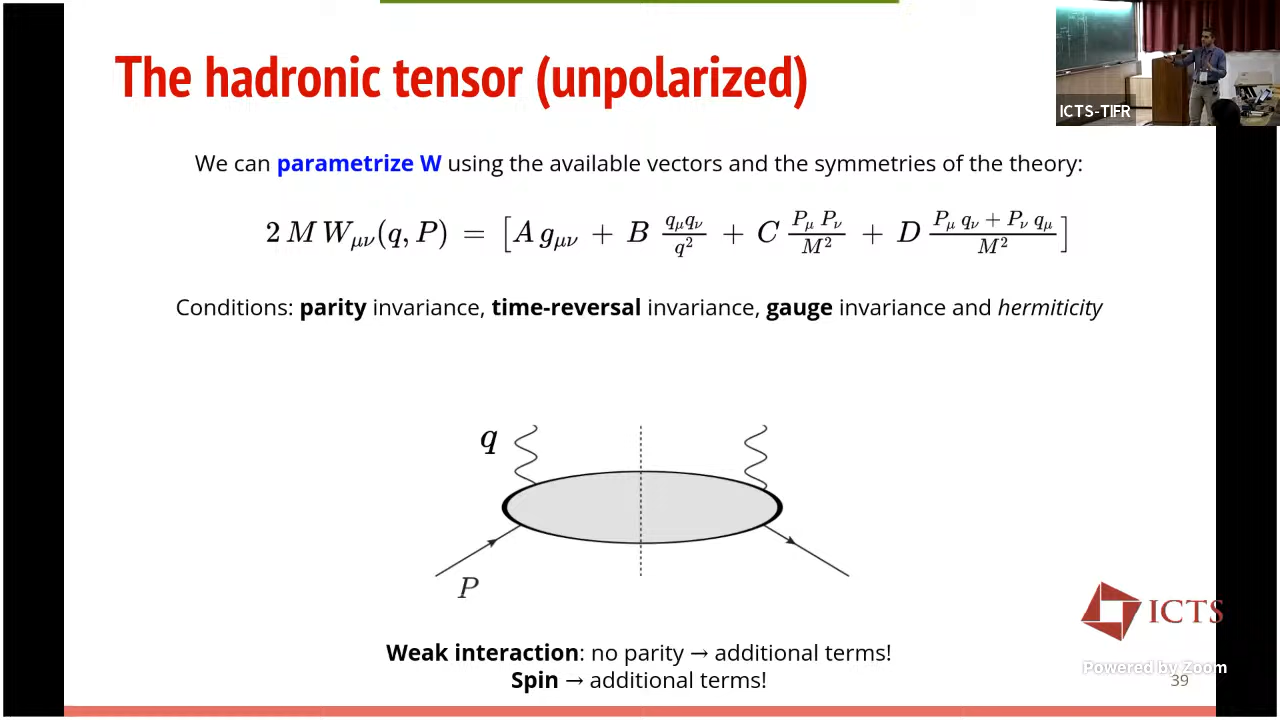 The hadronic tensor (unpolarized)
ICTS-TIFR
We can parametrize W using the available vectors and the symmetries of the theory:
2 M W_{μν}(q, P) = [A g_{μν} + B \frac{q_μ q_ν}{q^2} + C \frac{P_μ P_ν}{M^2} + D \frac{P_μ q_ν + P_ν q_μ}{M^2}]
Conditions: parity invariance, time-reversal invariance, gauge invariance and hermiticity
q
P
ICTS
Weak interaction: no parity → additional terms!
Powered by Zoom
Spin → additional terms!
39